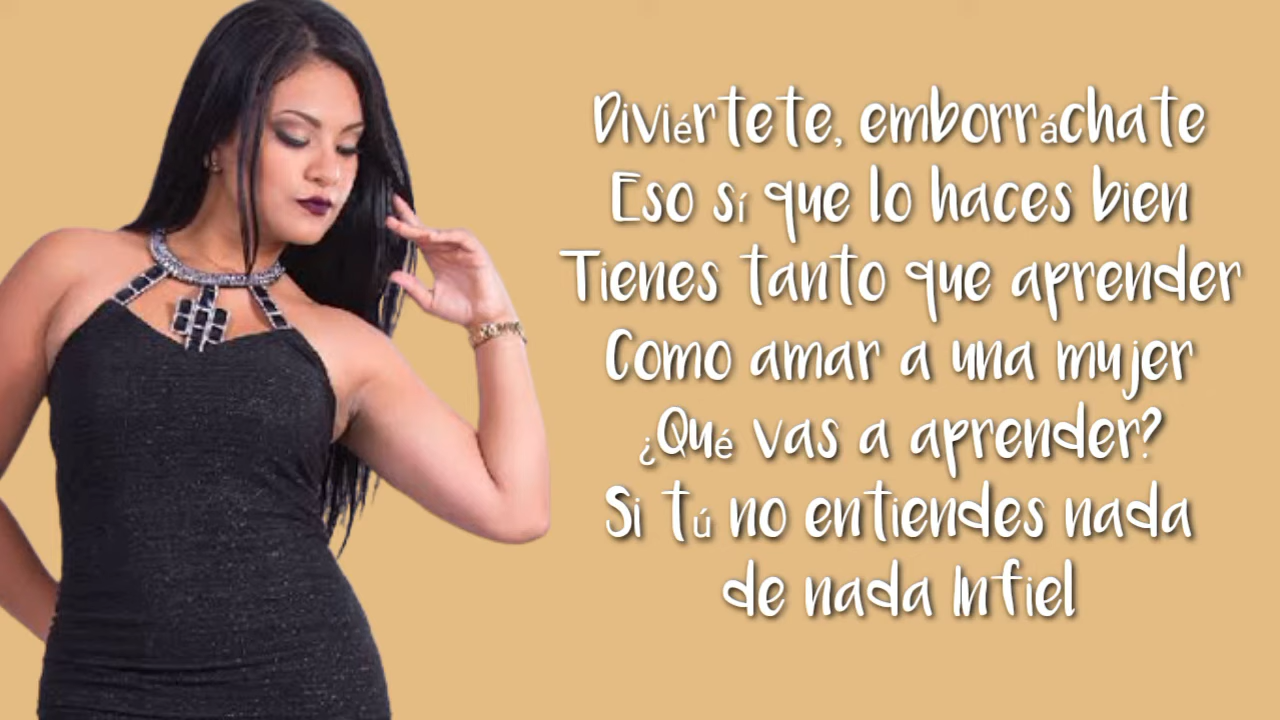 Diviértete, emborráchate
Eso sí que lo haces bien
Tienes tanto que aprender
Como amar a una mujer
¿Qué vas a aprender?
Si tú no entiendes nada
de nada Infiel